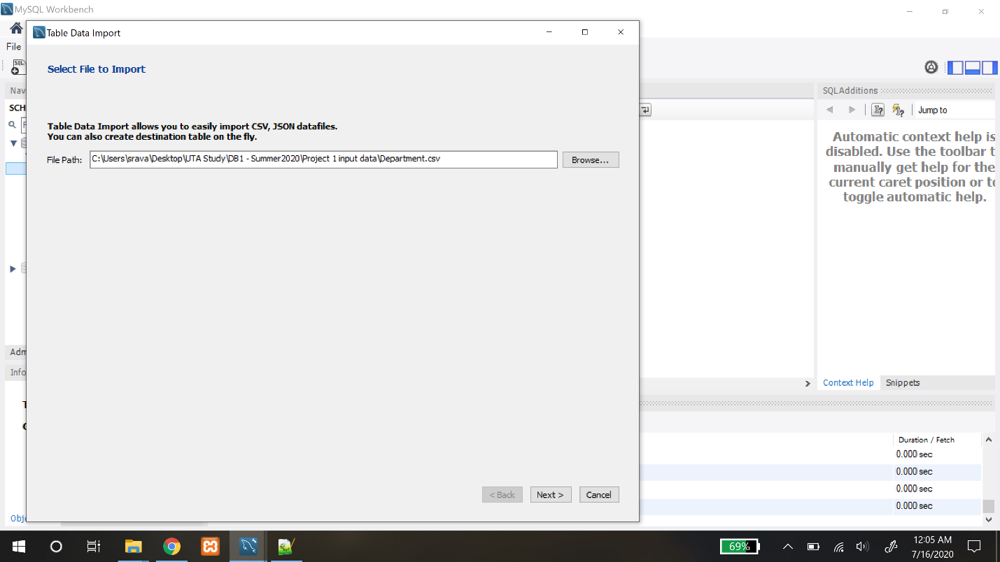 MySQL Workbench
Table Data Import
File
SQL
Select File to Import
Nav
SQLAdditions
SCH
Jump to
Table Data Import allows you to easily import CSV, JSON datafiles.
You can also create destination table on the fly.
File Path: C:\Users\srava\Desktop\UTA Study\DB1 - Summer2020\Project 1 input data\Department.csv Browse...
Automatic context help is
disabled. Use the toolbar t
manually get help for the
current caret position or to
toggle automatic help.
Adm
Info
Context Help Snippets
Duration / Fetch
0.000 sec
0.000 sec
0.000 sec
0.000 sec
< Back Next > Cancel
Obje
69%
12:05 AM
7/16/2020